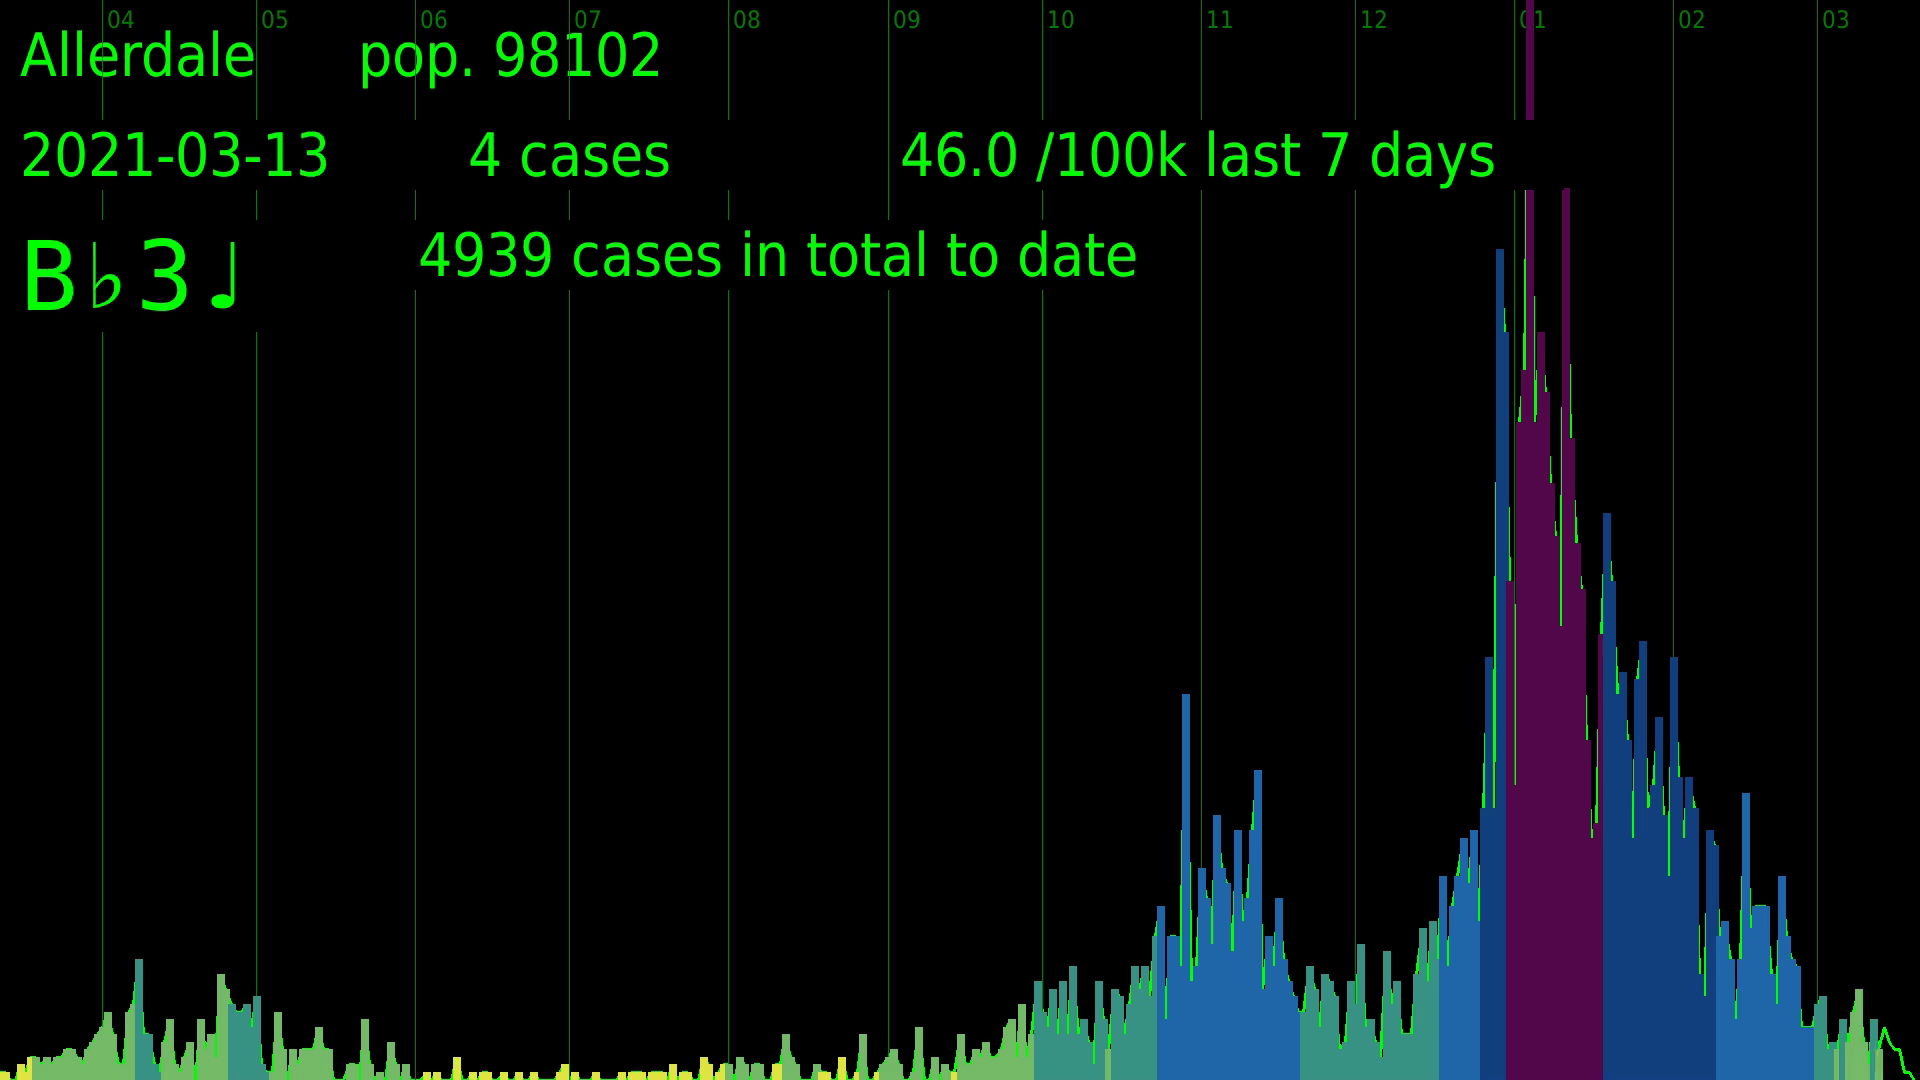 04 05 06 07 08 09 10 11 12 01 02 03
Allerdale pop. 98102
2021-03-13 4 cases 46.0 /100k last 7 days
B♭3♩ 4939 cases in total to date